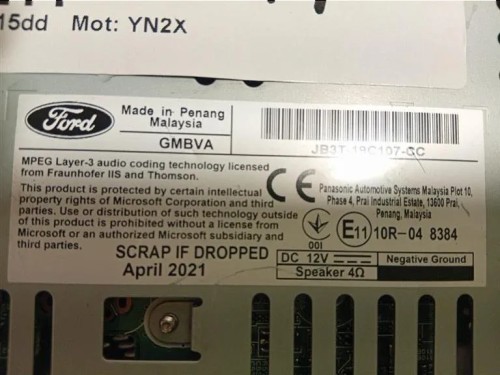 15dd Mot: YN2X
Ford
Made in Penang
Malaysia
GMBVA
JB3T-18C107-GC
MPEG Layer-3 audio coding technology licensed
from Fraunhofer IIS and Thomson.
This product is protected by certain intellectual
property rights of Microsoft Corporation and third
parties. Use or distribution of such technology outside
of this product is prohibited without a license from
Microsoft or an authorized Microsoft subsidiary and
third parties.
CE
Panasonic Automotive Systems Malaysia Plot 10,
Phase 4, Prai Industrial Estate, 13600 Prai,
Penang, Malaysia
001
E11 10R-04 8384
SCRAP IF DROPPED
April 2021
DC 12V
Negative Ground
Speaker 4Ω